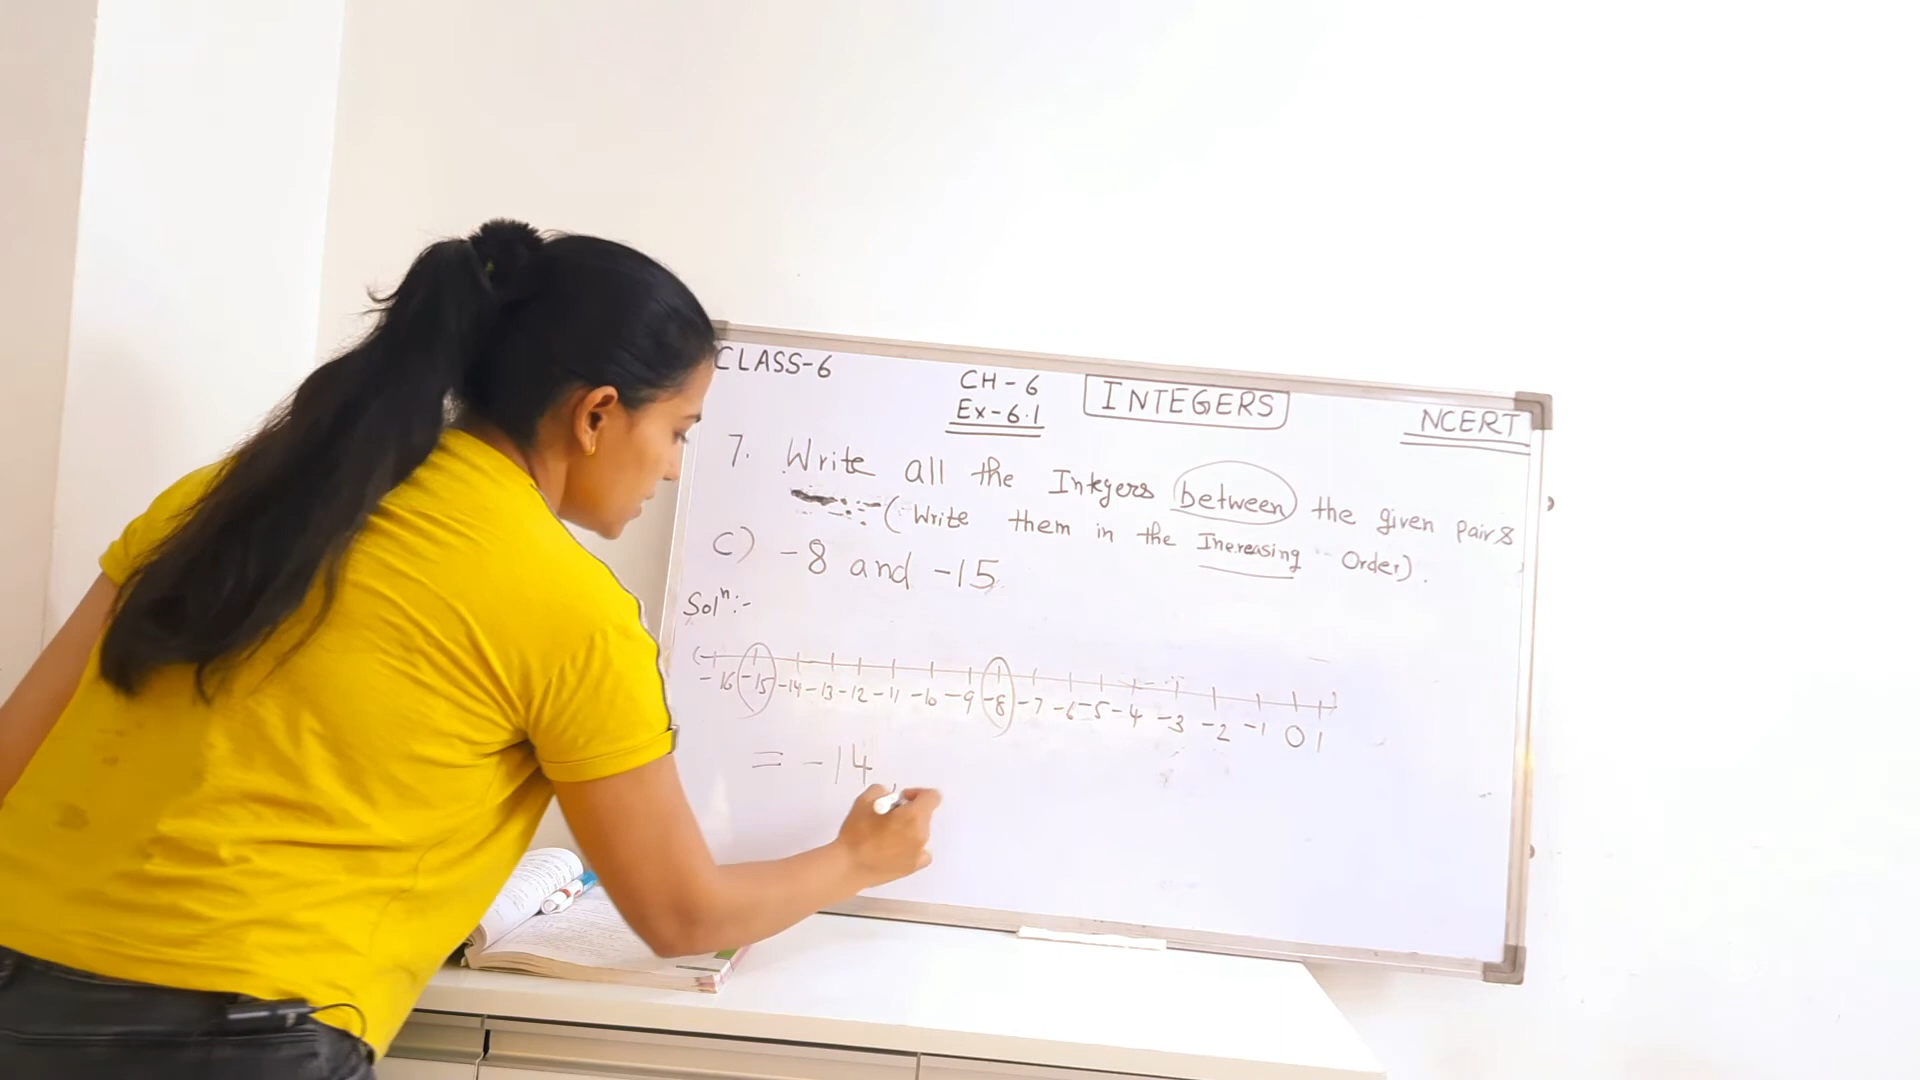 CLASS-6
CH-6
Ex-6.1
INTEGERS
NCERT
7. Write all the Integers between the given pairs
(Write them in the Increasing Order).
C) -8 and -15
Solⁿ:-
-16 -15 -14 -13 -12 -11 -10 -9 -8 -7 -6 -5 -4 -3 -2 -1 0 1
= -14,